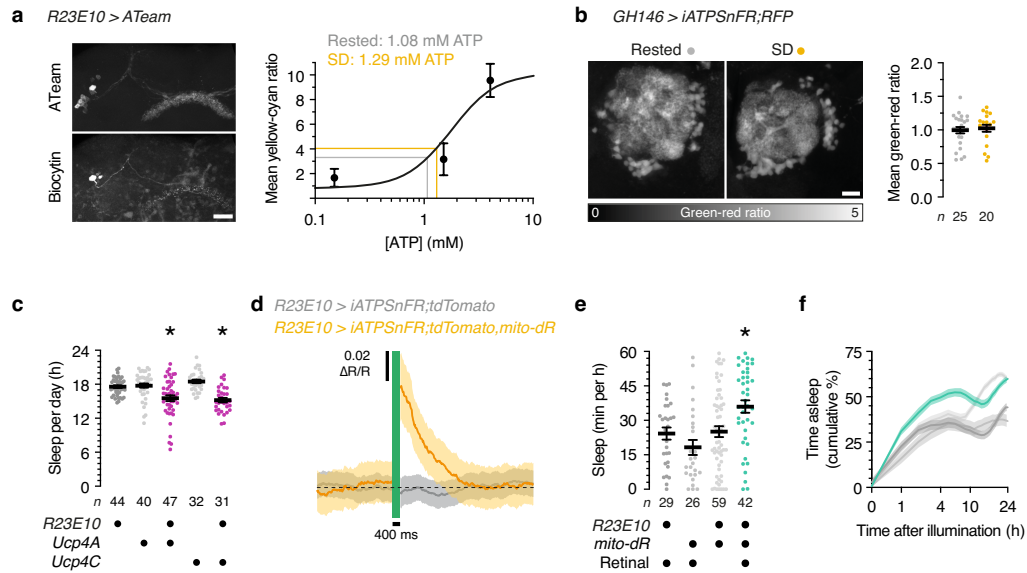 a
R23E10 > ATeam
ATeam
Biocytin
Rested: 1.08 mM ATP
SD: 1.29 mM ATP
Mean yellow-cyan ratio
10
8
6
4
2
0.1
1
10
[ATP] (mM)
b
GH146 > iATPSnFR;RFP
Rested
SD
0
Green-red ratio
5
Mean green-red ratio
2.0
1.5
1.0
0.5
0.0
n 25 20
c
Sleep per day (h)
24
18
12
6
0
* *
n 44 40 47 32 31
R23E10
Ucp4A
Ucp4C
d
R23E10 > iATPSnFR;tdTomato
R23E10 > iATPSnFR;tdTomato,mito-dR
0.02
ΔR/R
400 ms
e
Sleep (min per h)
60
45
30
15
0
*
n 29 26 59 42
R23E10
mito-dR
Retinal
f
Time asleep
(cumulative %)
75
50
25
0
0 1 4 10 24
Time after illumination (h)